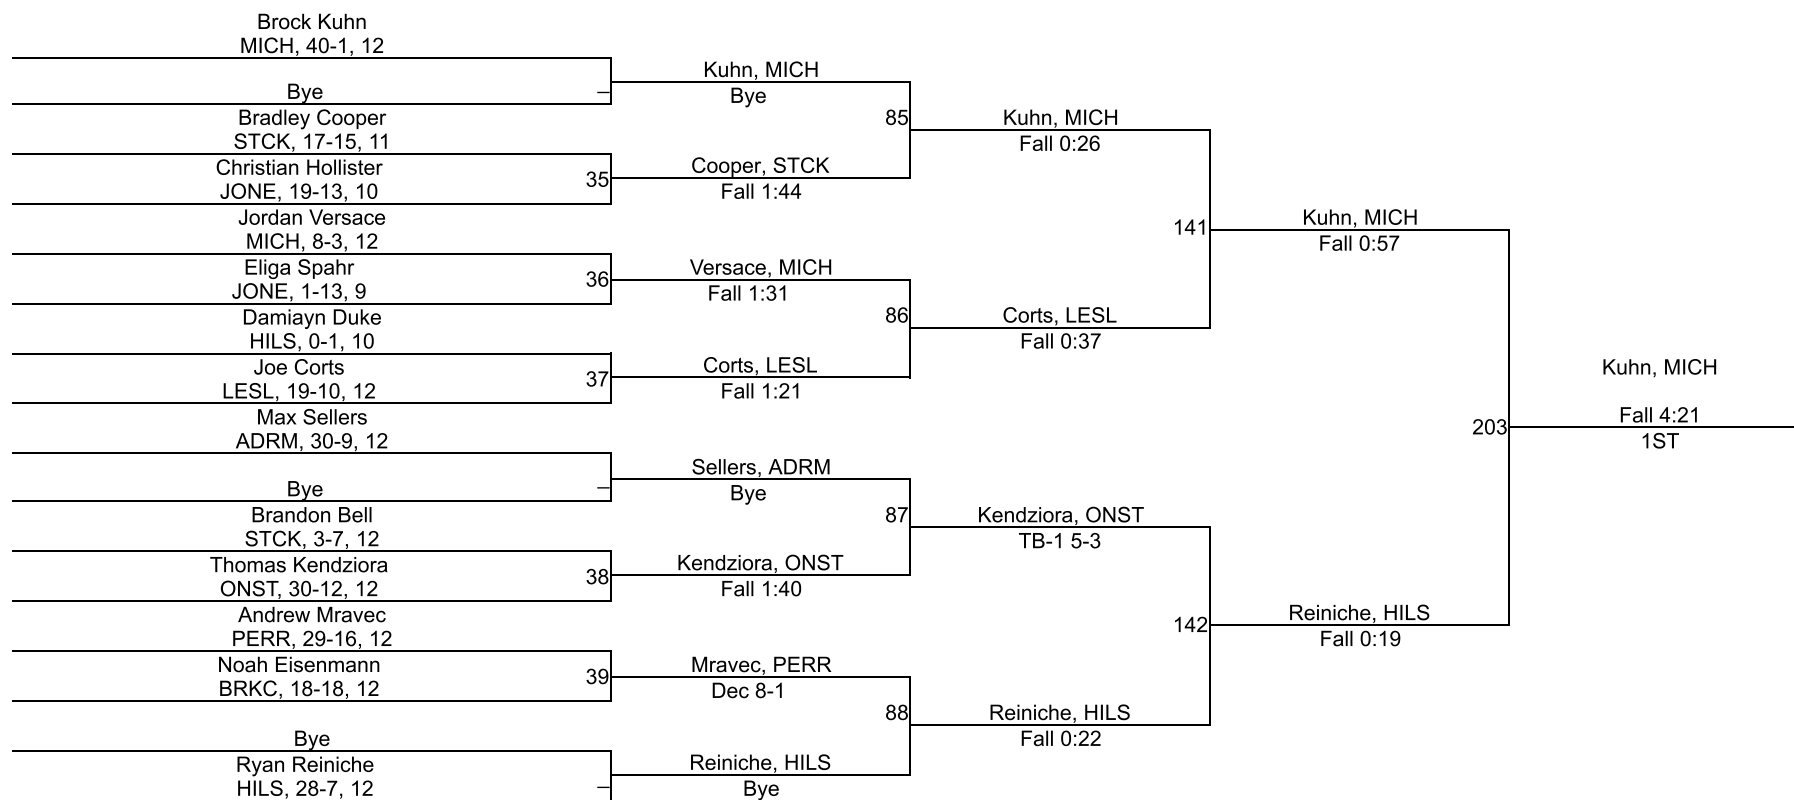 Brock Kuhn
MICH, 40-1, 12
Bye
–
Bradley Cooper
STCK, 17-15, 11
Christian Hollister
JONE, 19-13, 10
35
Jordan Versace
MICH, 8-3, 12
Eliga Spahr
JONE, 1-13, 9
36
Damiayn Duke
HILS, 0-1, 10
Joe Corts
LESL, 19-10, 12
37
Max Sellers
ADRM, 30-9, 12
Bye
–
Brandon Bell
STCK, 3-7, 12
Thomas Kendziora
ONST, 30-12, 12
38
Andrew Mravec
PERR, 29-16, 12
Noah Eisenmann
BRKC, 18-18, 12
39
Bye
Ryan Reiniche
HILS, 28-7, 12
–
Kuhn, MICH
Bye
85
Cooper, STCK
Fall 1:44
Versace, MICH
Fall 1:31
86
Corts, LESL
Fall 1:21
Sellers, ADRM
Bye
87
Kendziora, ONST
Fall 1:40
Mravec, PERR
Dec 8-1
88
Reiniche, HILS
Bye
Kuhn, MICH
Fall 0:26
141
Corts, LESL
Fall 0:37
Kendziora, ONST
TB-1 5-3
142
Reiniche, HILS
Fall 0:22
Kuhn, MICH
Fall 0:57
203
Reiniche, HILS
Fall 0:19
Kuhn, MICH
Fall 4:21
1ST